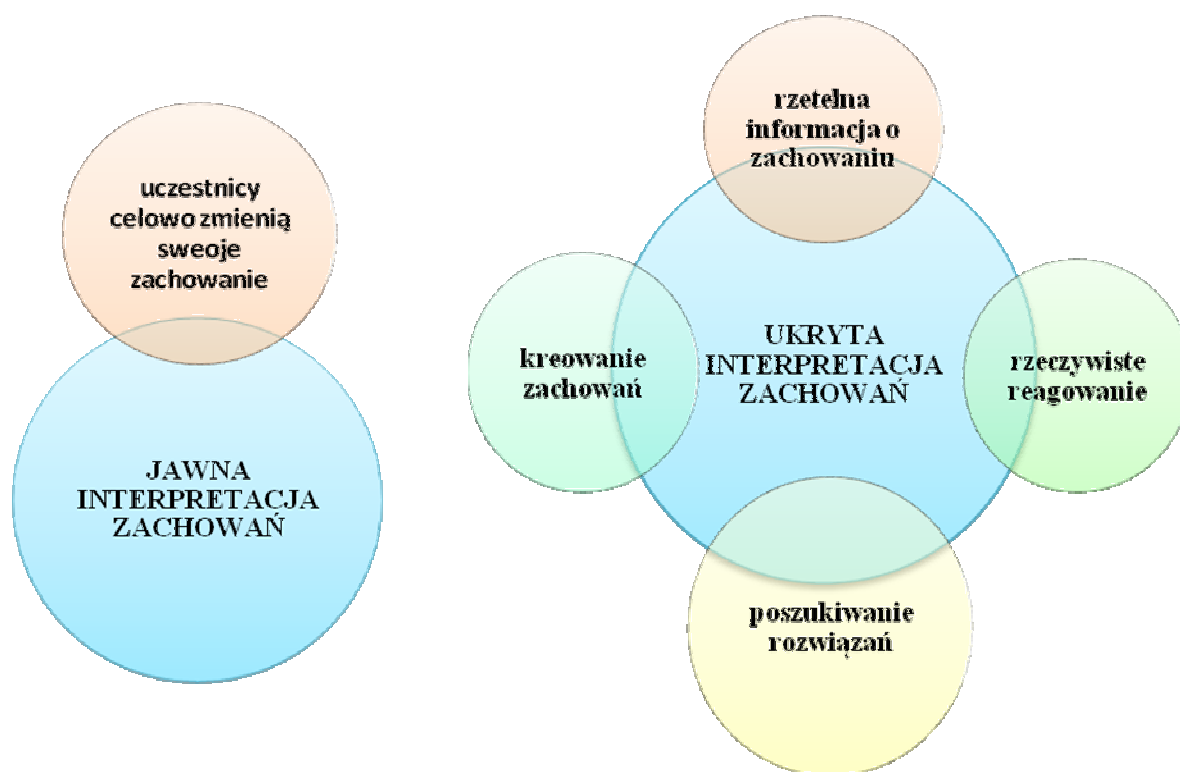 uczestnicy
celowo zmienią
sweoje
zachowanie
JAWNA
INTERPRETACJA
ZACHOWAŃ
rzetelna
informacja o
zachowaniu
kreowanie
zachowań
UKRYTA
INTERPRETACJA
ZACHOWAŃ
rzeczywiste
reagowanie
poszukiwanie
rozwiązań